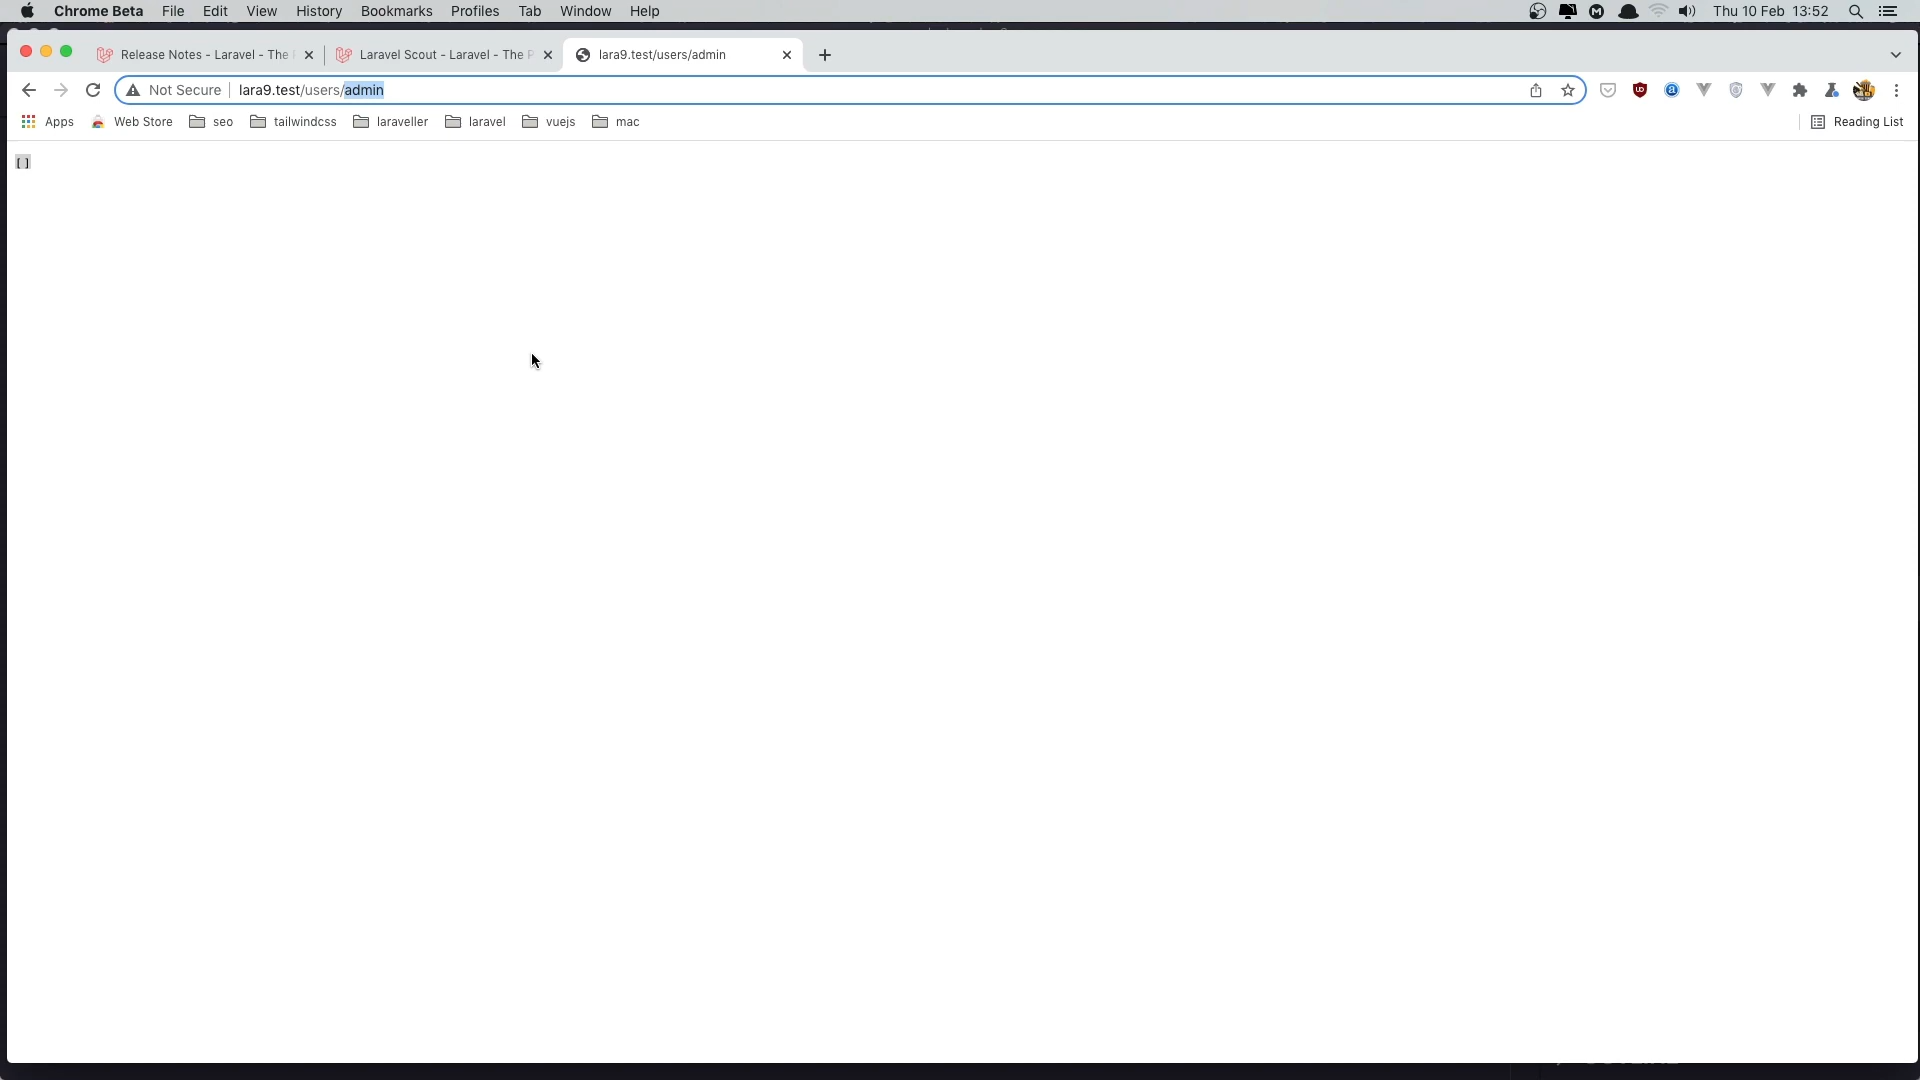 Chrome Beta File Edit View History Bookmarks Profiles Tab Window Help Thu 10 Feb 13:52
Release Notes - Laravel - The Laravel Scout - Laravel - The P lara9.test/users/admin
Not Secure lara9.test/users/admin
Apps Web Store seo tailwindcss laraveller laravel vuejs mac Reading List
[]